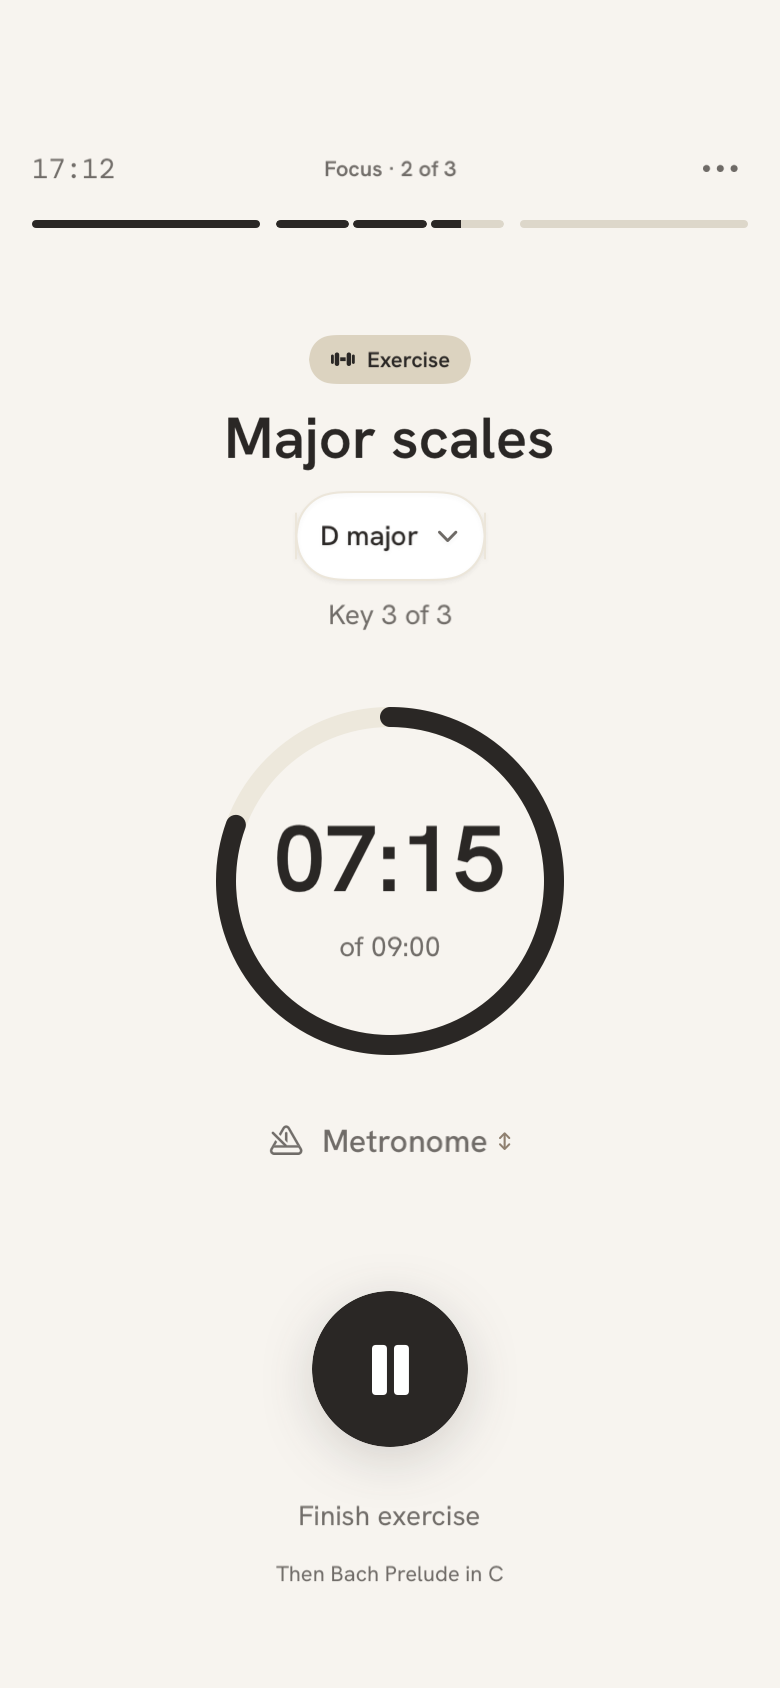 17:12
Focus · 2 of 3
Exercise
Major scales
D major
Key 3 of 3
07:15
of 09:00
Metronome
Finish exercise
Then Bach Prelude in C